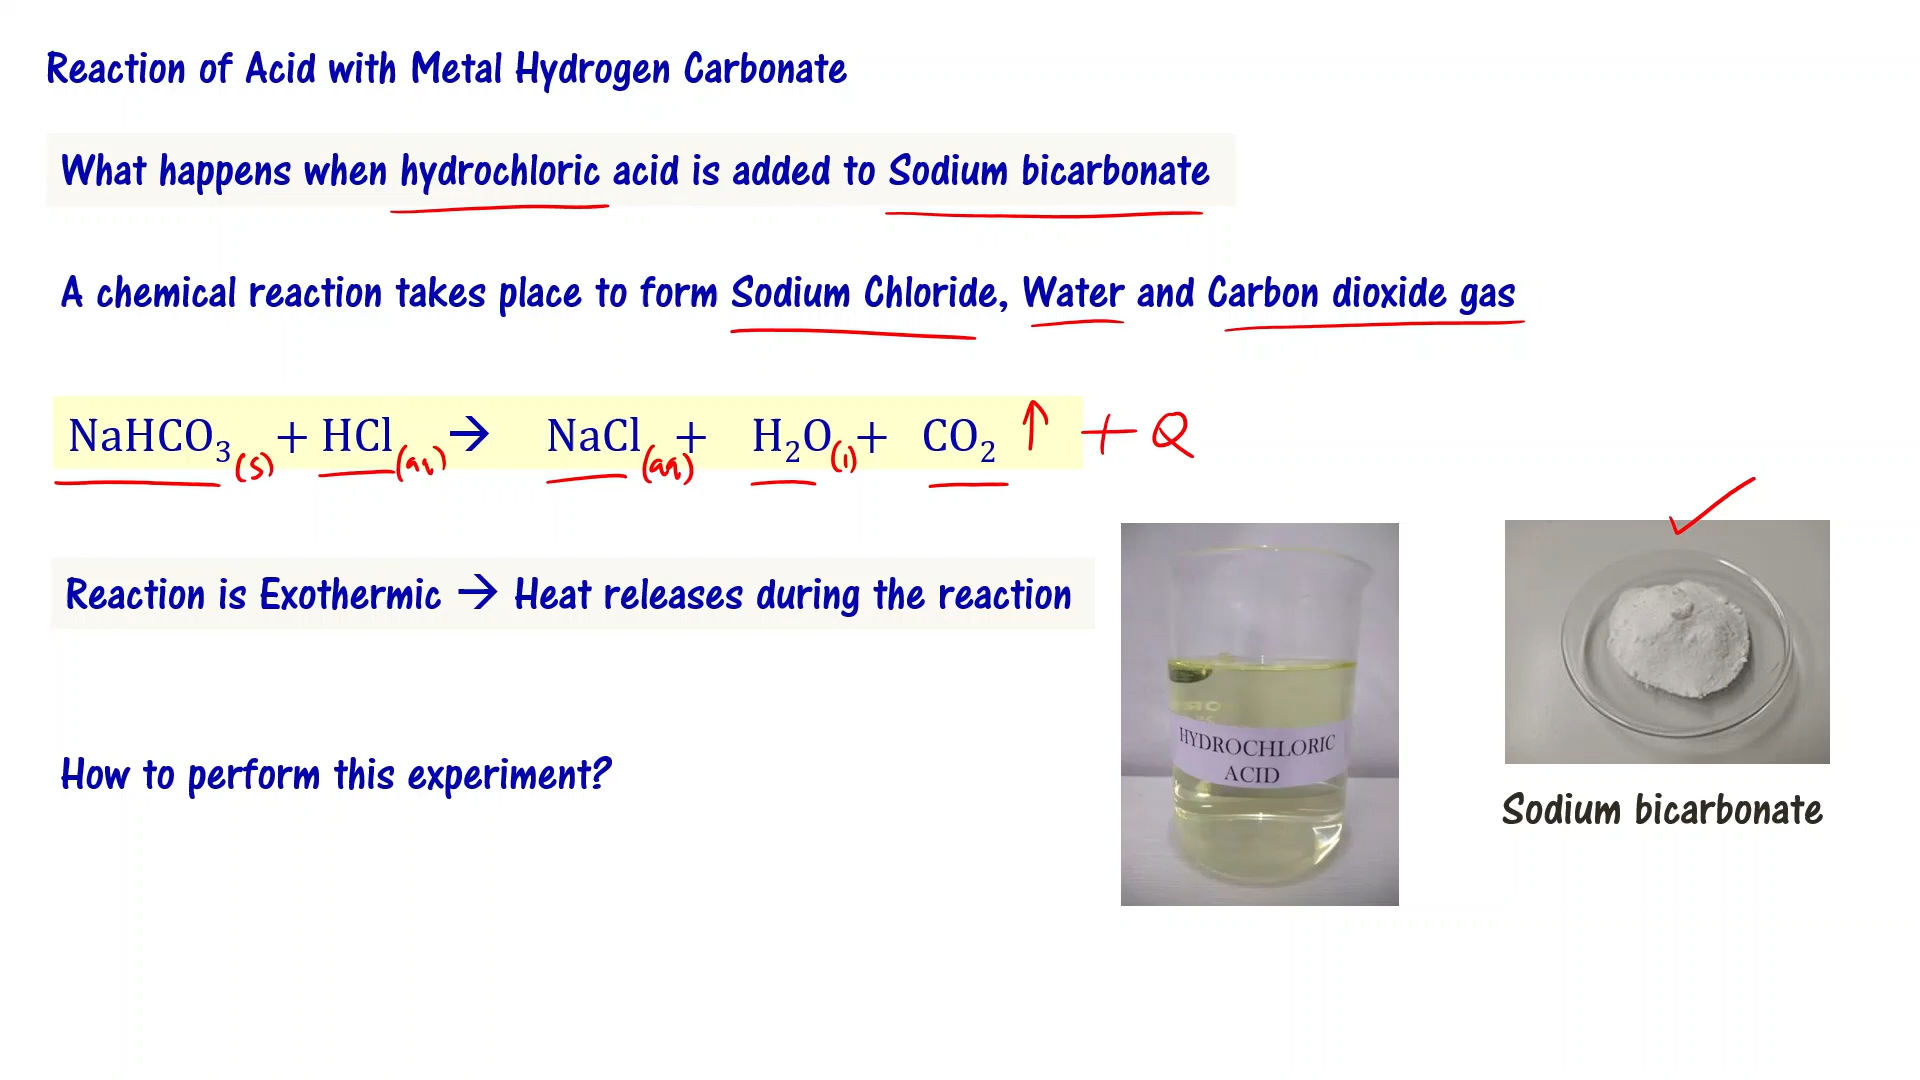 Reaction of Acid with Metal Hydrogen Carbonate
What happens when hydrochloric acid is added to Sodium bicarbonate
A chemical reaction takes place to form Sodium Chloride, Water and Carbon dioxide gas
NaHCO₃(s) + HCl(aq) → NaCl(aq) + H₂O(l) + CO₂ ↑ + Q
Reaction is Exothermic → Heat releases during the reaction
HYDROCHLORIC
ACID
How to perform this experiment?
Sodium bicarbonate